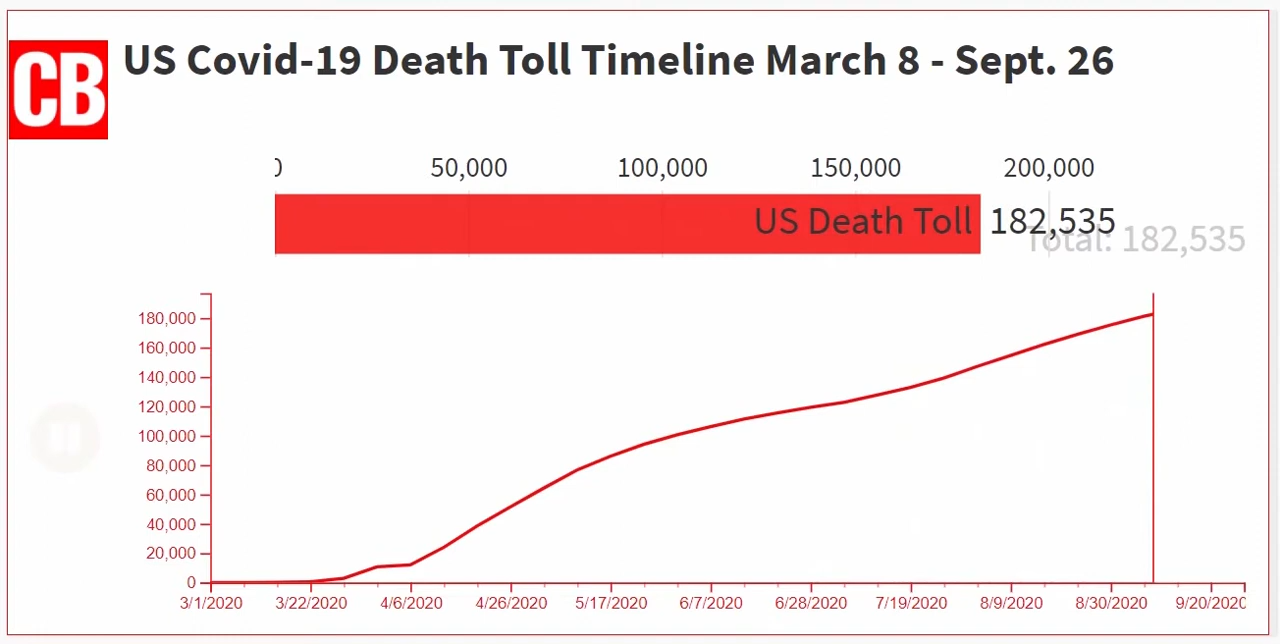 CB
US Covid-19 Death Toll Timeline March 8 - Sept. 26
0 50,000 100,000 150,000 200,000
US Death Toll 182,535
Total: 182,535
180,000
160,000
140,000
120,000
100,000
80,000
60,000
40,000
20,000
0
3/1/2020 3/22/2020 4/6/2020 4/26/2020 5/17/2020 6/7/2020 6/28/2020 7/19/2020 8/9/2020 8/30/2020 9/20/2020